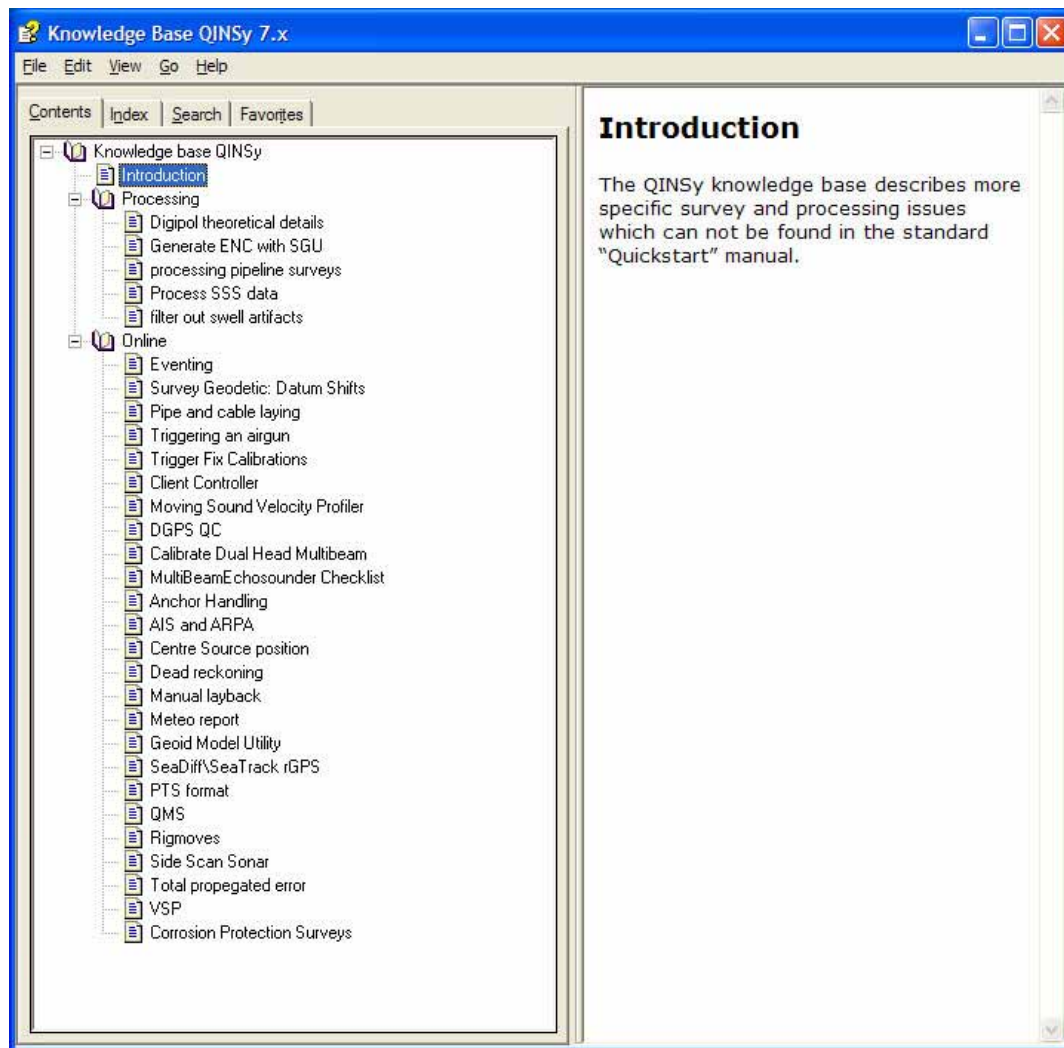 Knowledge Base QINSy 7.x
File Edit View Go Help
Contents Index Search Favorites
Knowledge base QINSy
Introduction
Processing
Digipol theoretical details
Generate ENC with SGU
processing pipeline surveys
Process SSS data
filter out swell artifacts
Online
Eventing
Survey Geodetic: Datum Shifts
Pipe and cable laying
Triggering an airgun
Trigger Fix Calibrations
Client Controller
Moving Sound Velocity Profiler
DGPS QC
Calibrate Dual Head Multibeam
MultiBeamEchosounder Checklist
Anchor Handling
AIS and ARPA
Centre Source position
Dead reckoning
Manual layback
Meteo report
Geoid Model Utility
SeaDiff\SeaTrack rGPS
PTS format
QMS
Rigmoves
Side Scan Sonar
Total propegated error
VSP
Corrosion Protection Surveys
Introduction
The QINSy knowledge base describes more
specific survey and processing issues
which can not be found in the standard
"Quickstart" manual.